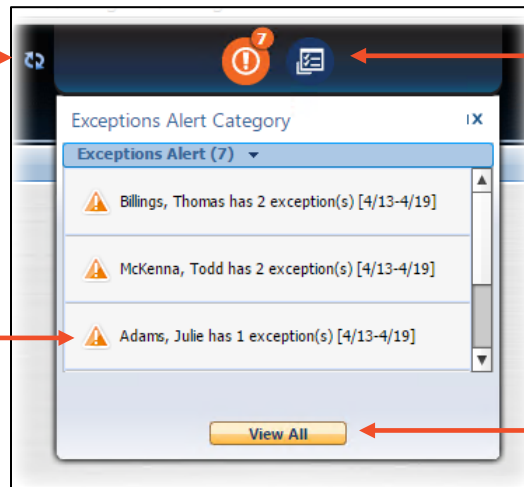 7
Exceptions Alert Category
X
Exceptions Alert (7)
Billings, Thomas has 2 exception(s) [4/13-4/19]
McKenna, Todd has 2 exception(s) [4/13-4/19]
Adams, Julie has 1 exception(s) [4/13-4/19]
View All